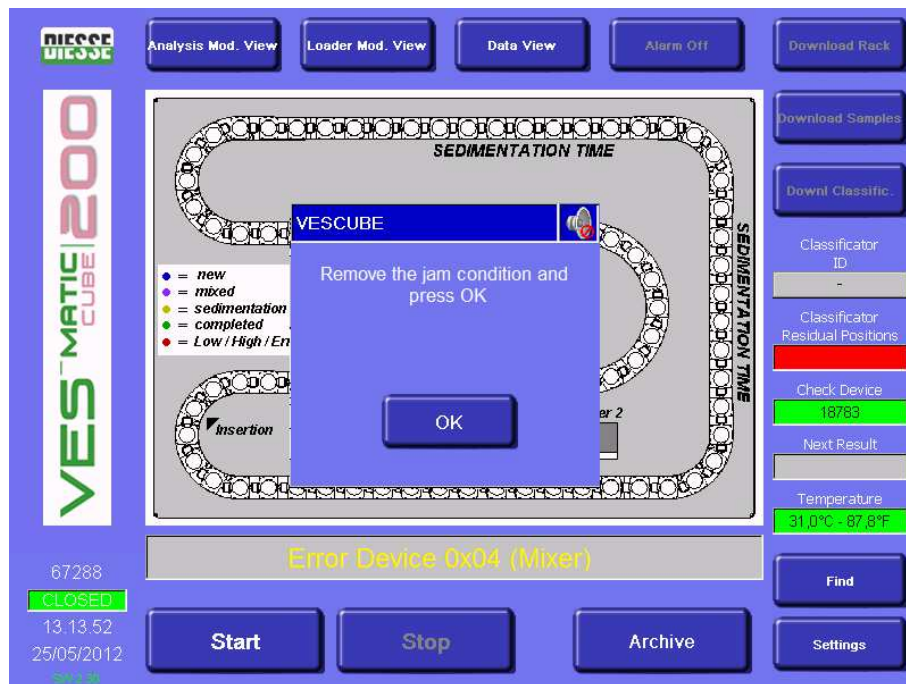 DIESSE
Analysis Mod. View
Loader Mod. View
Data View
Alarm Off
Download Rack
VES MATIC CUBE 200
SEDIMENTATION TIME
Download Samples
Downl Classific.
VESCUBE
Remove the jam condition and
press OK
OK
SEDIMENTATION TIME
= new
= mixed
= sedimentation
= completed
= Low / High / Err
Insertion
er 2
Classificator
ID
-
Classificator
Residual Positions
Check Device
18783
Next Result
Temperature
31,0°C - 87,8°F
Error Device 0x04 (Mixer)
67288
CLOSED
13.13.52
25/05/2012
Start
Stop
Archive
Find
Settings